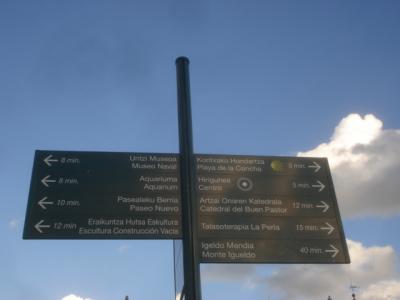 8 min.
Untzi Museoa
Museo Naval
8 min.
Aquariuma
Aquarium
10 min.
Pasealeku Berria
Paseo Nuevo
12 min
Eraikuntza Hutsa Eskultura
Escultura Construcción Vacía
Kontxako Hondartza
Playa de la Concha
5 min.
Hirigunea
Centro
5 min.
Artzai Onaren Katedrala
Catedral del Buen Pastor
12 min.
Talasoterapia La Perla
15 min.
Igeldo Mendia
Monte Igueldo
40 min.